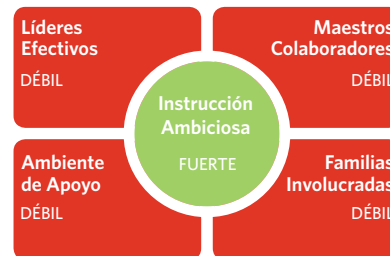 Líderes
Efectivos
DÉBIL
Maestros
Colaboradores
DÉBIL
Instrucción
Ambiciosa
FUERTE
Ambiente
de Apoyo
DÉBIL
Familias
Involucradas
DÉBIL